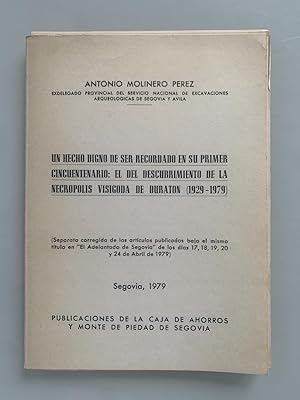 ANTONIO MOLINERO PEREZ
EXDELEGADO PROVINCIAL DEL SERVICIO NACIONAL DE EXCAVACIONES
ARQUEOLOGICAS DE SEGOVIA Y AVILA
UN HECHO DIGNO DE SER RECORDADO EN SU PRIMER
CINCUENTENARIO: EL DEL DESCUBRIMIENTO DE LA
NECROPOLIS VISIGODA DE DURATON (1929-1979)
(Separata corregida de los artículos publicados bajo el mismo
título en "El Adelantado de Segovia" de los días 17, 18, 19, 20
y 24 de Abril de 1979)
Segovia, 1979
PUBLICACIONES DE LA CAJA DE AHORROS
Y MONTE DE PIEDAD DE SEGOVIA